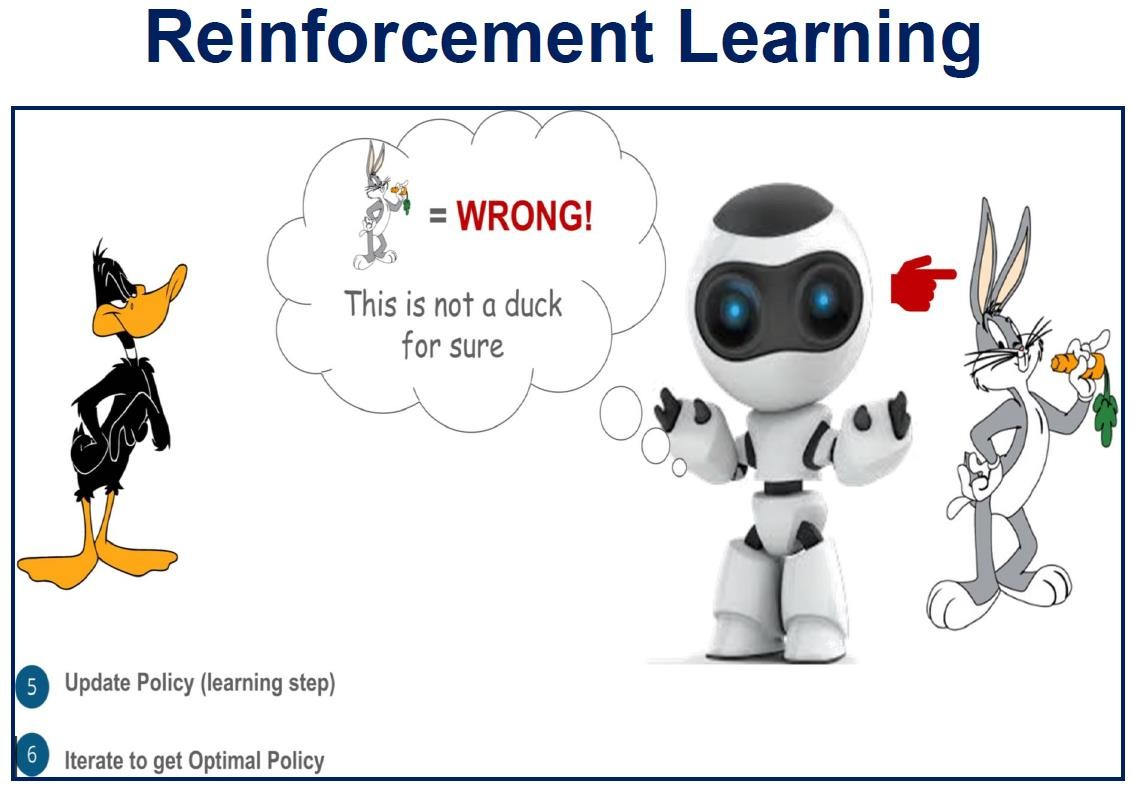 Reinforcement Learning
= WRONG!
This is not a duck
for sure
5 Update Policy (learning step)
6 Iterate to get Optimal Policy